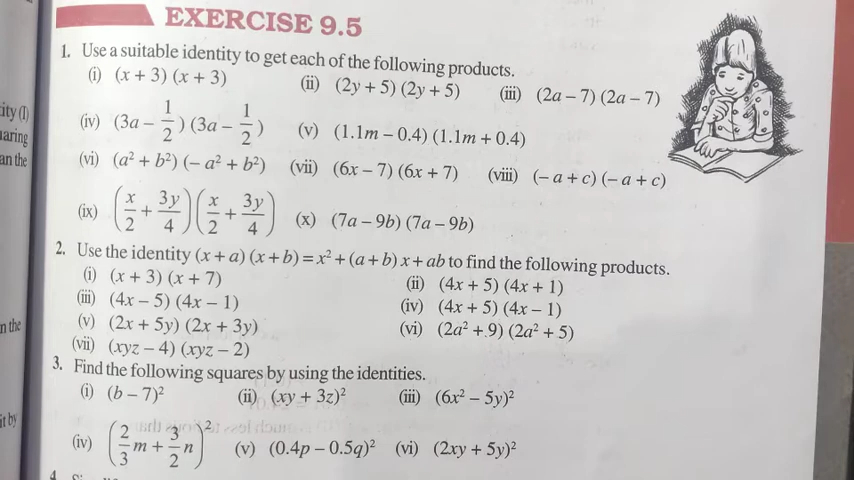 EXERCISE 9.5
1. Use a suitable identity to get each of the following products.
(i) (x + 3) (x + 3) (ii) (2y + 5) (2y + 5) (iii) (2a – 7) (2a – 7)
(iv) (3a – 1/2) (3a – 1/2) (v) (1.1m – 0.4) (1.1m + 0.4)
(vi) (a² + b²) (– a² + b²) (vii) (6x – 7) (6x + 7) (viii) (– a + c) (– a + c)
(ix) (x/2 + 3y/4) (x/2 + 3y/4) (x) (7a – 9b) (7a – 9b)
2. Use the identity (x + a) (x + b) = x² + (a + b) x + ab to find the following products.
(i) (x + 3) (x + 7) (ii) (4x + 5) (4x + 1)
(iii) (4x – 5) (4x – 1) (iv) (4x + 5) (4x – 1)
(v) (2x + 5y) (2x + 3y) (vi) (2a² + 9) (2a² + 5)
(vii) (xyz – 4) (xyz – 2)
3. Find the following squares by using the identities.
(i) (b – 7)² (ii) (xy + 3z)² (iii) (6x² – 5y)²
(iv) (2/3 m + 3/2 n)² (v) (0.4p – 0.5q)² (vi) (2xy + 5y)²
ity (I)
aring
an the
n the
it by